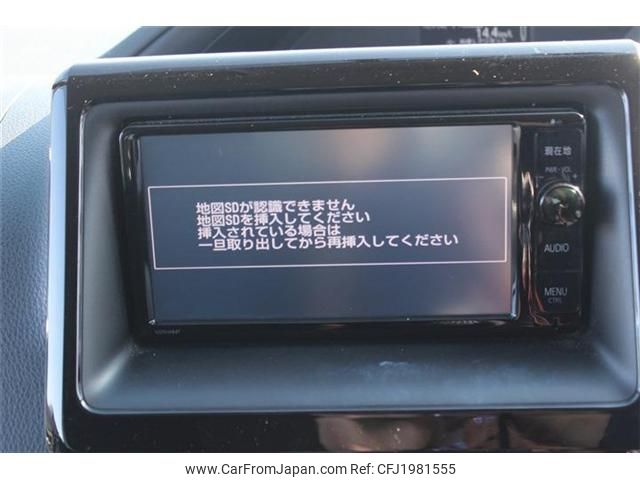 14.4km/L
現在地
PWR・VOL
地図SDが認識できません
地図SDを挿入してください
挿入されている場合は
一旦取り出してから再挿入してください
AUDIO
MENU
CTRL
www.CarFromJapan.com - CFJ1981555